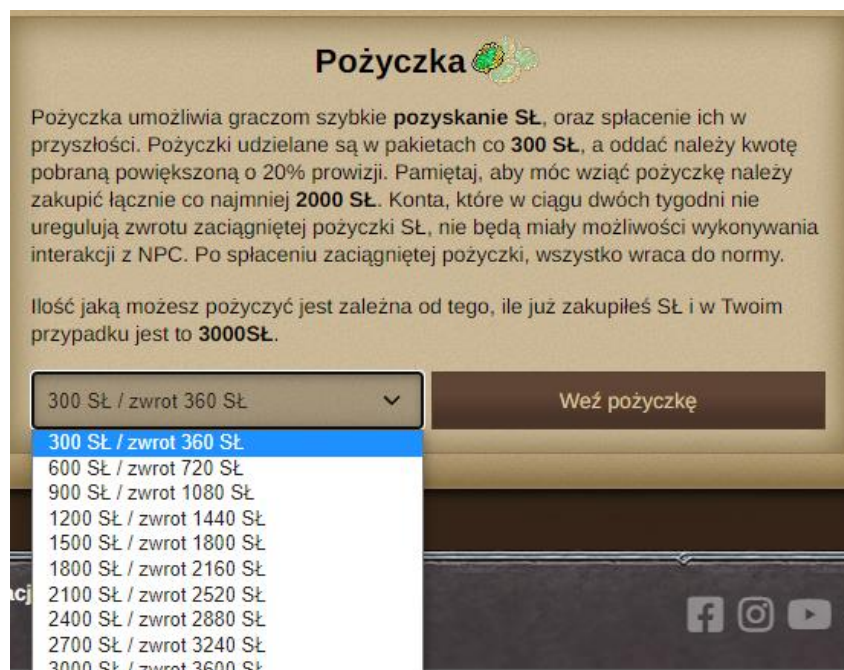 Pożyczka
Pożyczka umożliwia graczom szybkie pozyskanie SŁ, oraz spłacenie ich w
przyszłości. Pożyczki udzielane są w pakietach co 300 SŁ, a oddać należy kwotę
pobraną powiększoną o 20% prowizji. Pamiętaj, aby móc wziąć pożyczkę należy
zakupić łącznie co najmniej 2000 SŁ. Konta, które w ciągu dwóch tygodni nie
uregulują zwrotu zaciągniętej pożyczki SŁ, nie będą miały możliwości wykonywania
interakcji z NPC. Po spłaceniu zaciągniętej pożyczki, wszystko wraca do normy.
Ilość jaką możesz pożyczyć jest zależna od tego, ile już zakupiłeś SŁ i w Twoim
przypadku jest to 3000SŁ.
300 SŁ / zwrot 360 SŁ
Weź pożyczkę
300 SŁ / zwrot 360 SŁ
600 SŁ / zwrot 720 SŁ
900 SŁ / zwrot 1080 SŁ
1200 SŁ / zwrot 1440 SŁ
1500 SŁ / zwrot 1800 SŁ
1800 SŁ / zwrot 2160 SŁ
2100 SŁ / zwrot 2520 SŁ
2400 SŁ / zwrot 2880 SŁ
2700 SŁ / zwrot 3240 SŁ
3000 SŁ / zwrot 3600 SŁ